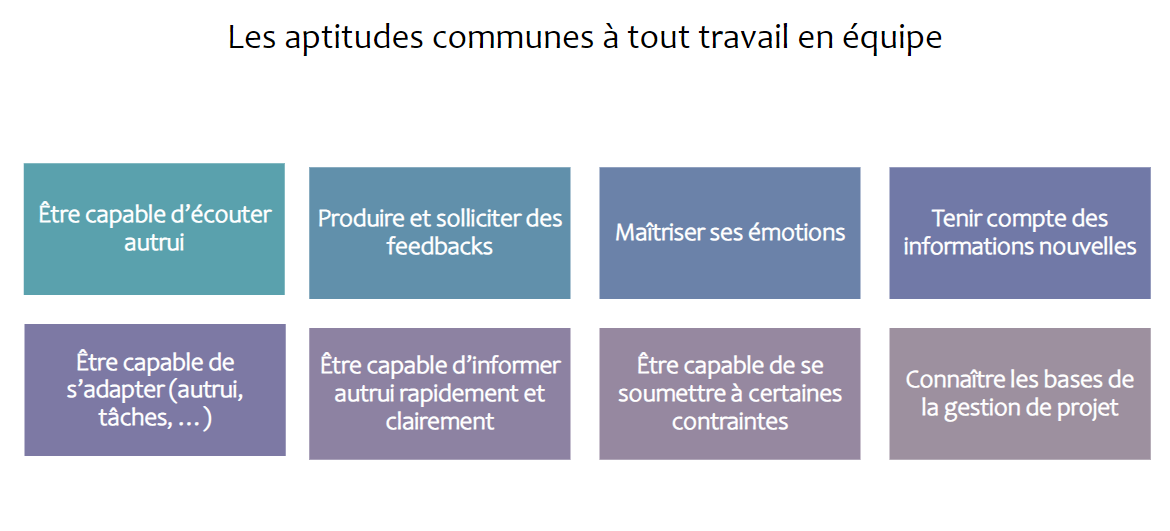 Les aptitudes communes à tout travail en équipe
Être capable d’écouter
autrui
Produire et solliciter des
feedbacks
Maîtriser ses émotions
Tenir compte des
informations nouvelles
Être capable de
s’adapter (autrui,
tâches, …)
Être capable d’informer
autrui rapidement et
clairement
Être capable de se
soumettre à certaines
contraintes
Connaître les bases de
la gestion de projet